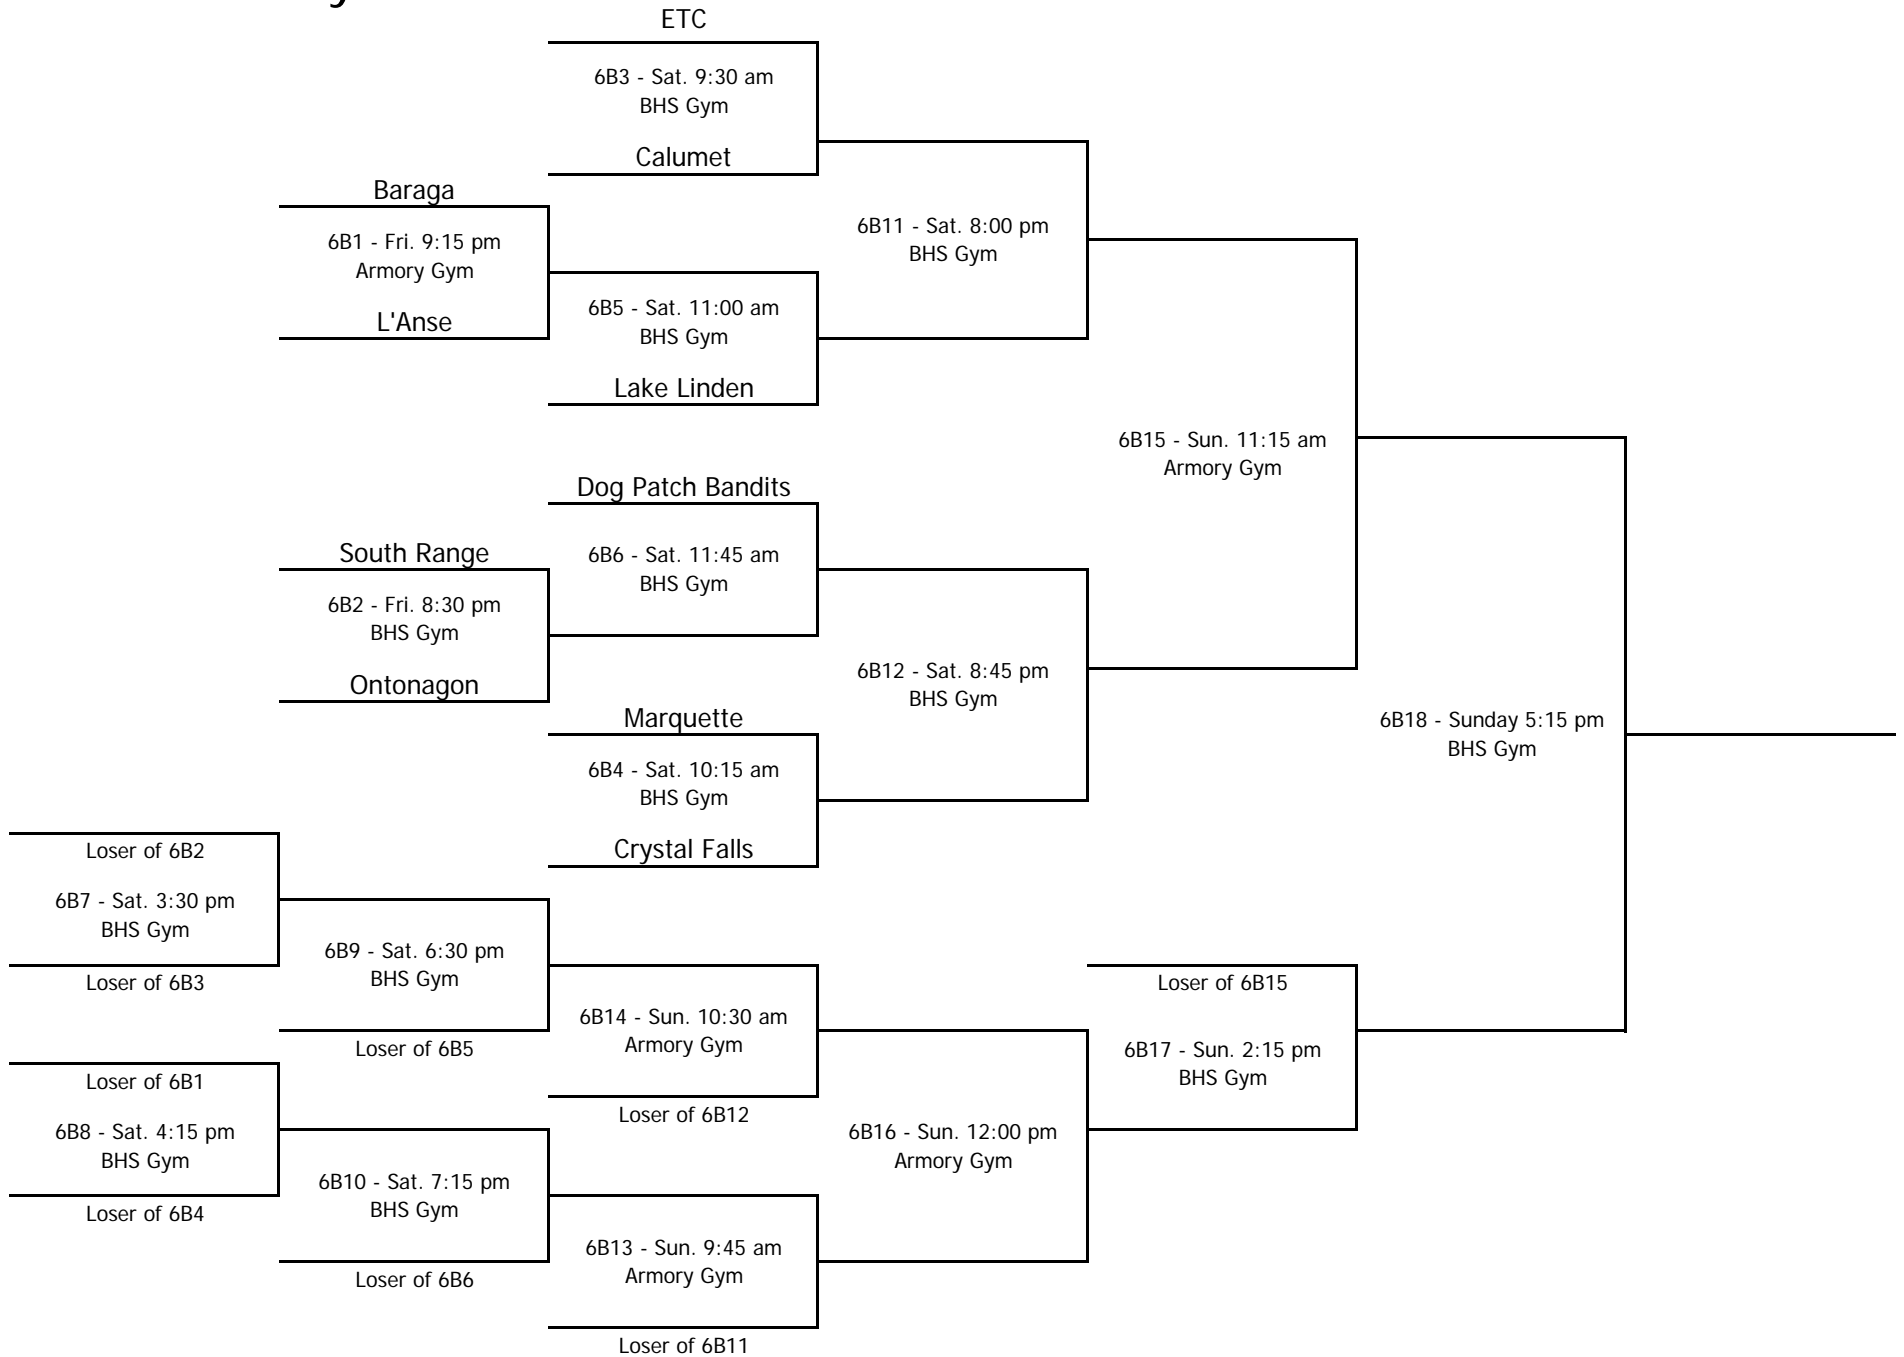 ETC
6B3 - Sat. 9:30 am
BHS Gym
Calumet
Baraga
6B1 - Fri. 9:15 pm
Armory Gym
L'Anse
6B5 - Sat. 11:00 am
BHS Gym
Lake Linden
6B11 - Sat. 8:00 pm
BHS Gym
Dog Patch Bandits
6B6 - Sat. 11:45 am
BHS Gym
South Range
6B2 - Fri. 8:30 pm
BHS Gym
Ontonagon
Marquette
6B4 - Sat. 10:15 am
BHS Gym
Crystal Falls
6B12 - Sat. 8:45 pm
BHS Gym
6B15 - Sun. 11:15 am
Armory Gym
6B18 - Sunday 5:15 pm
BHS Gym
Loser of 6B2
6B7 - Sat. 3:30 pm
BHS Gym
Loser of 6B3
6B9 - Sat. 6:30 pm
BHS Gym
Loser of 6B5
Loser of 6B1
6B8 - Sat. 4:15 pm
BHS Gym
Loser of 6B4
6B10 - Sat. 7:15 pm
BHS Gym
Loser of 6B6
6B14 - Sun. 10:30 am
Armory Gym
Loser of 6B12
6B13 - Sun. 9:45 am
Armory Gym
Loser of 6B11
6B16 - Sun. 12:00 pm
Armory Gym
Loser of 6B15
6B17 - Sun. 2:15 pm
BHS Gym